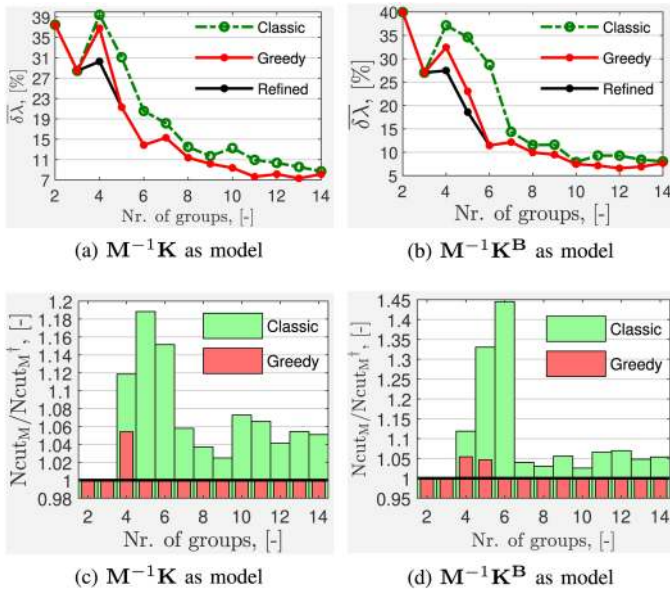 39
35
31
27
23
19
15
11
7
δλ, [%]
Classic
Greedy
Refined
2 4 6 8 10 12 14
Nr. of groups, [-]
(a) M⁻¹K as model
40
35
30
25
20
15
10
5
δλ, [%]
Classic
Greedy
Refined
2 4 6 8 10 12 14
Nr. of groups, [-]
(b) M⁻¹Kᴮ as model
1.2
1.18
1.16
1.14
1.12
1.1
1.08
1.06
1.04
1.02
1
0.98
Ncut_M/Ncut_M†, [-]
Classic
Greedy
2 4 6 8 10 12 14
Nr. of groups, [-]
(c) M⁻¹K as model
1.45
1.4
1.35
1.3
1.25
1.2
1.15
1.1
1.05
1
0.95
Ncut_M/Ncut_M†, [-]
Classic
Greedy
2 4 6 8 10 12 14
Nr. of groups, [-]
(d) M⁻¹Kᴮ as model